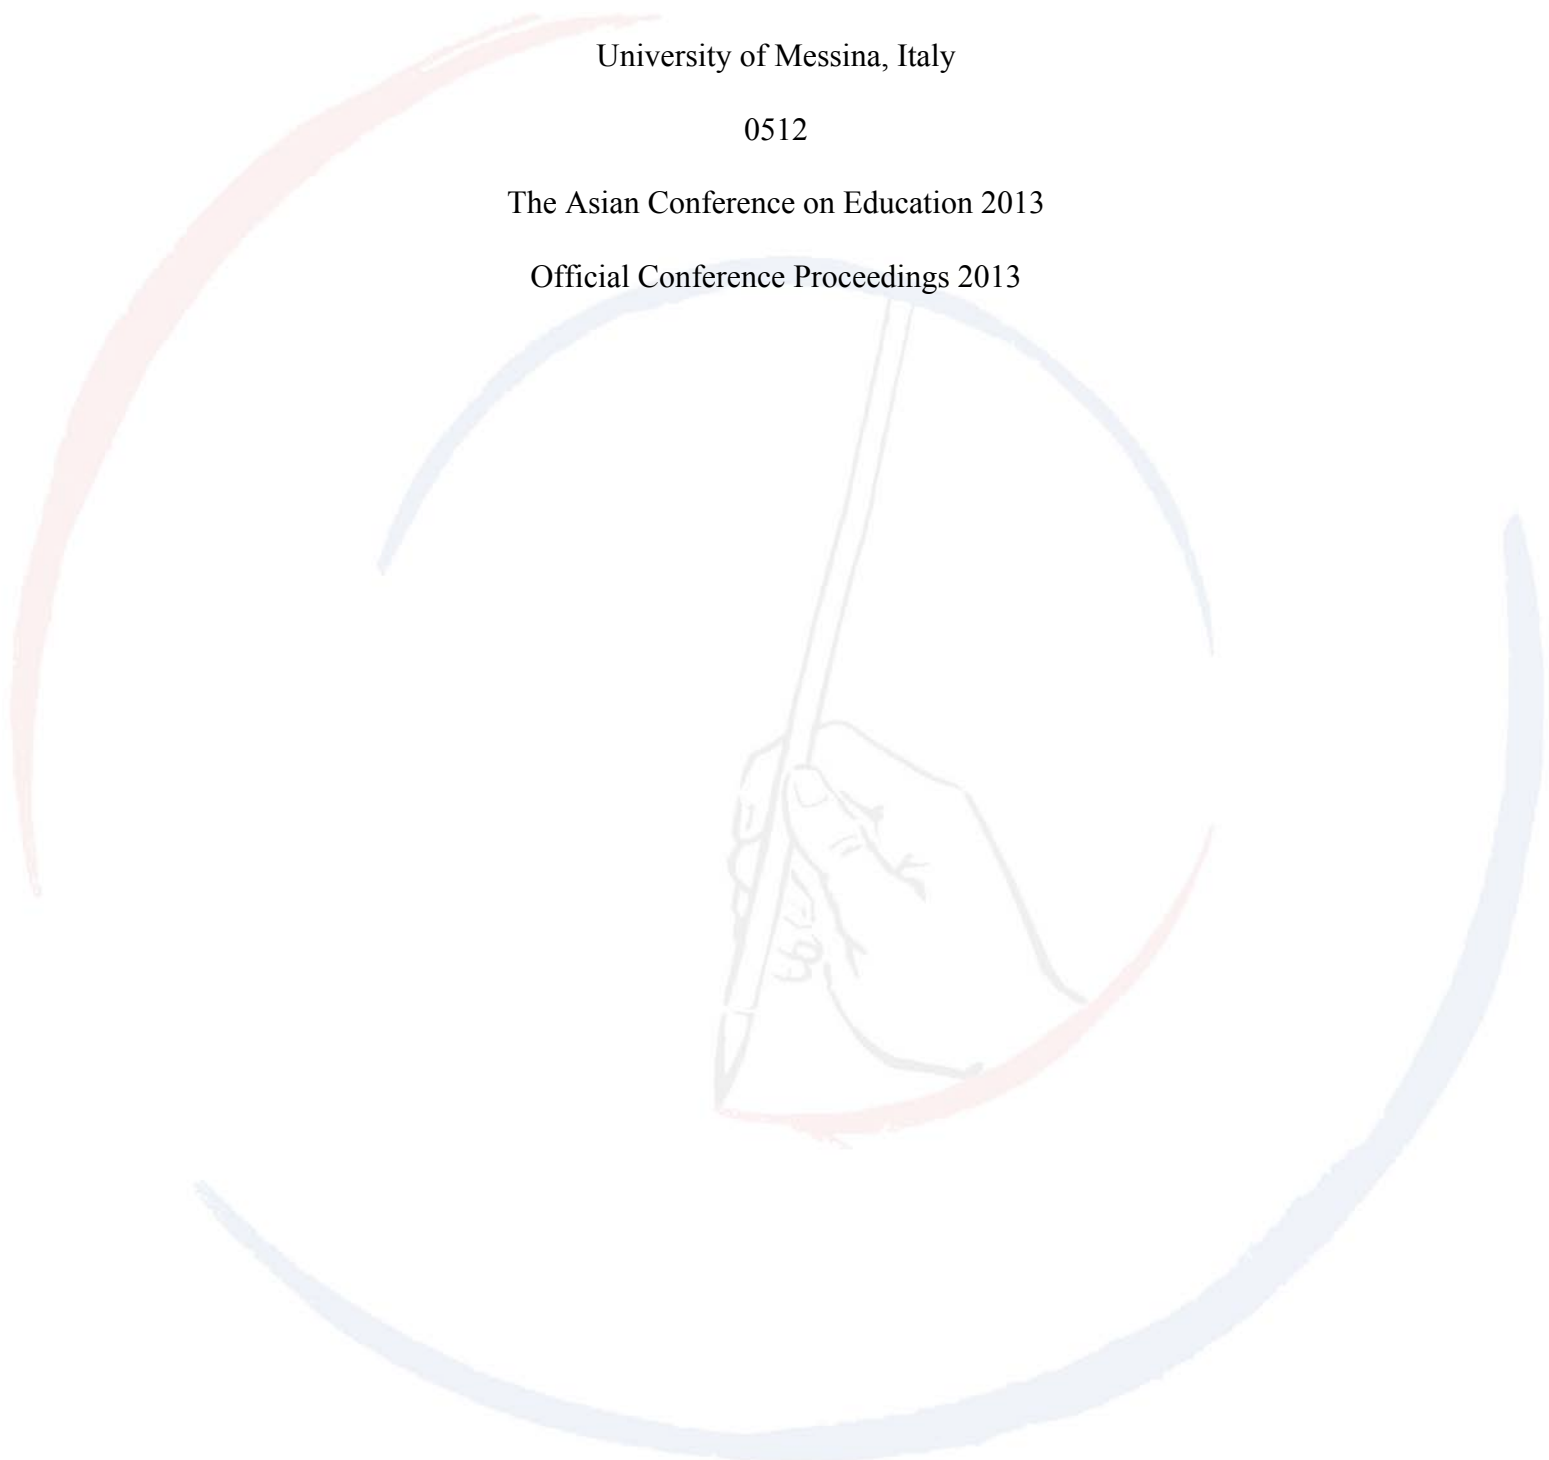 University of Messina, Italy
0512
The Asian Conference on Education 2013
Official Conference Proceedings 2013